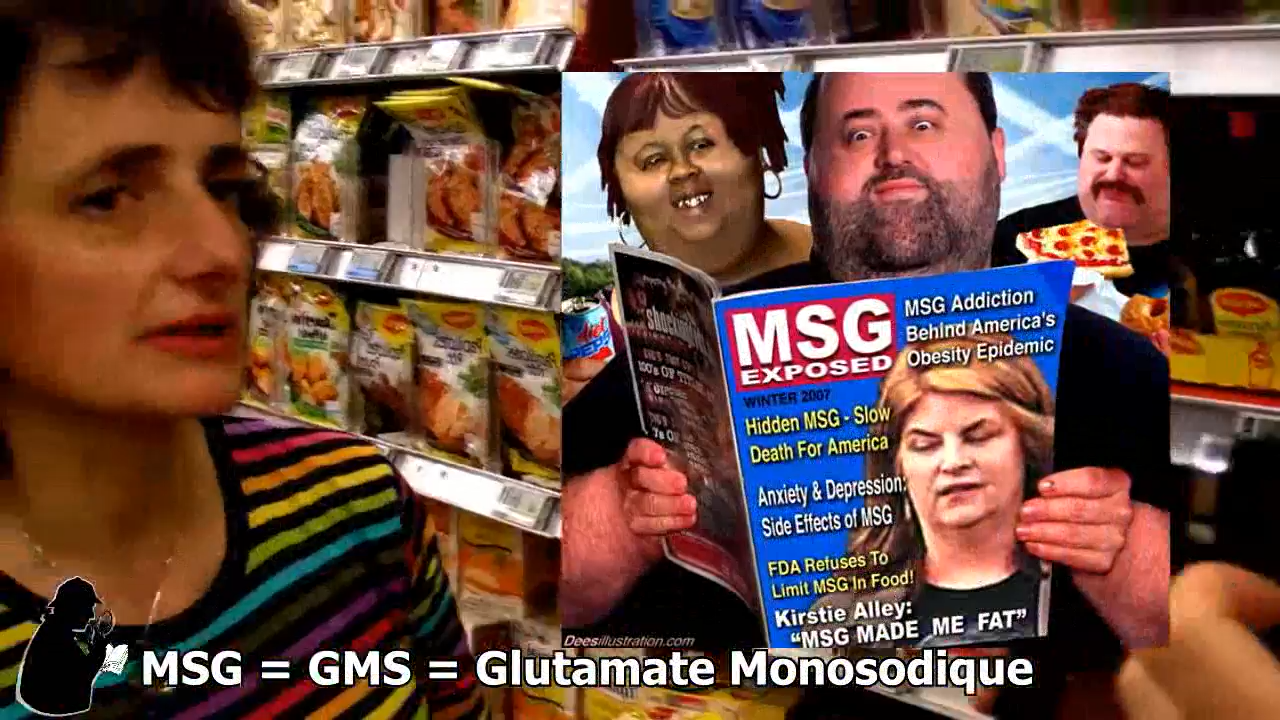 MSG
EXPOSED
WINTER 2007
MSG Addiction
Behind America's
Obesity Epidemic
Hidden MSG - Slow
Death For America
Anxiety & Depression:
Side Effects of MSG
FDA Refuses To
Limit MSG In Food!
Kirstie Alley:
"MSG MADE ME FAT"
diet
PEPSI
Deesillustration.com
MSG = GMS = Glutamate Monosodique